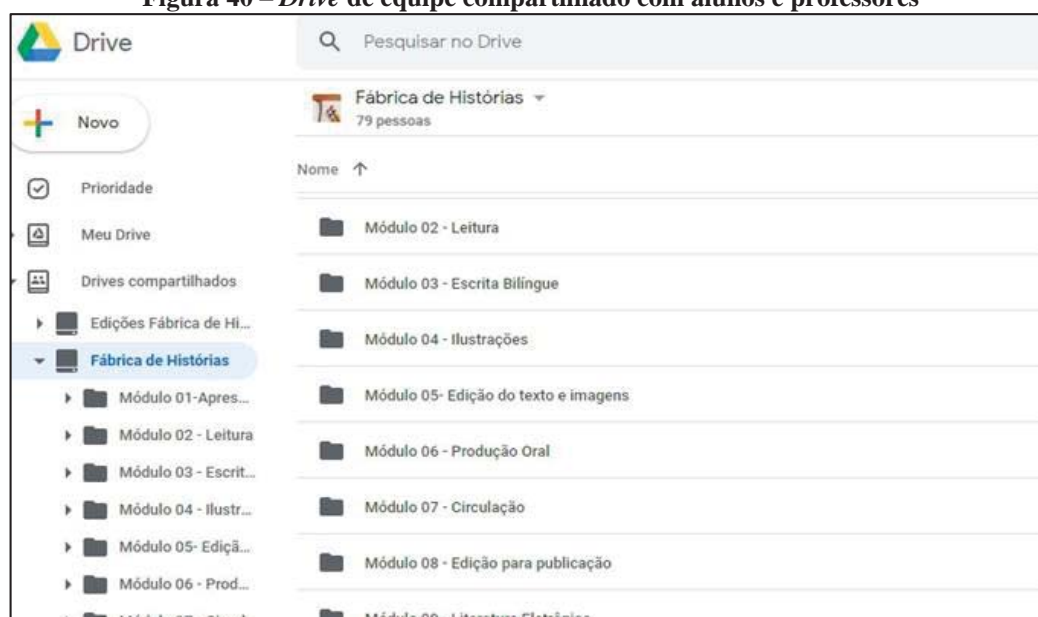 Figura 40 – Drive de equipe compartilhado com alunos e professores
Drive
Pesquisar no Drive
Novo
Prioridade
Meu Drive
Drives compartilhados
Edições Fábrica de Hi...
Fábrica de Histórias
Módulo 01-Apres...
Módulo 02 - Leitura
Módulo 03 - Escrit...
Módulo 04 - Ilustr...
Módulo 05- Ediçã...
Módulo 06 - Prod...
Fábrica de Histórias
79 pessoas
Nome
Módulo 02 - Leitura
Módulo 03 - Escrita Bilíngue
Módulo 04 - Ilustrações
Módulo 05- Edição do texto e imagens
Módulo 06 - Produção Oral
Módulo 07 - Circulação
Módulo 08 - Edição para publicação
Módulo 09 - Literatura Eletrônica